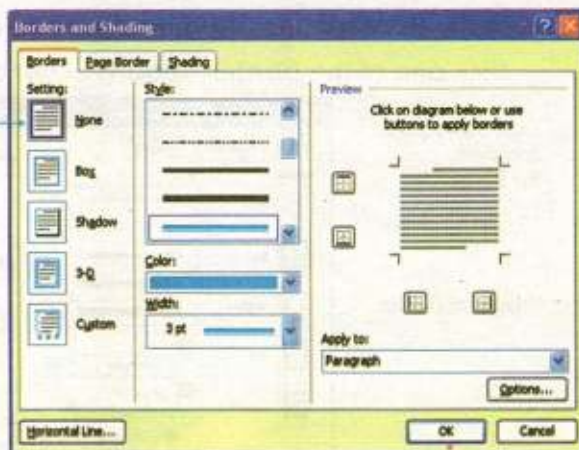 Borders and Shading
Borders Page Border Shading
Setting:
None
Box
Shadow
3-D
Custom
Style:
Color:
Width:
3 pt
Preview
Click on diagram below or use
buttons to apply borders
Apply to:
Paragraph
Options...
Horizontal Line...
OK Cancel